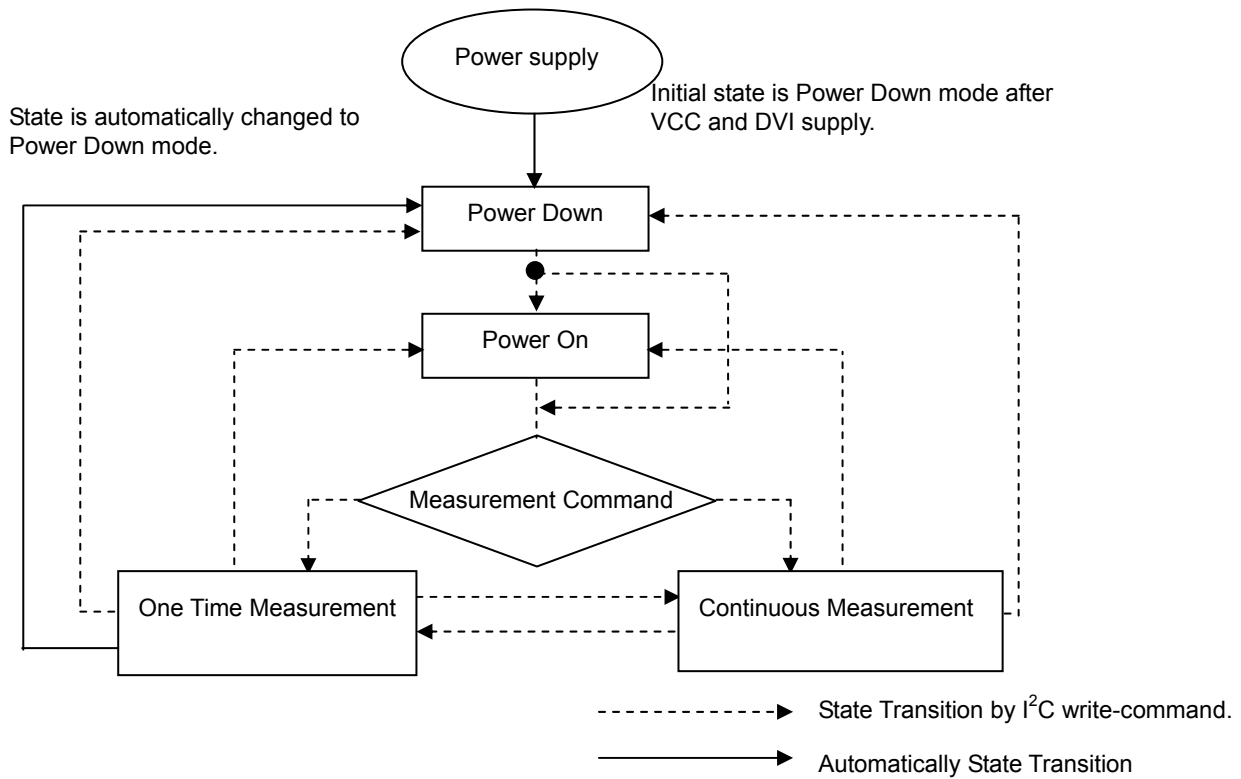 Power supply
Initial state is Power Down mode after
VCC and DVI supply.
State is automatically changed to
Power Down mode.
Power Down
Power On
Measurement Command
One Time Measurement
Continuous Measurement
State Transition by I²C write-command.
Automatically State Transition